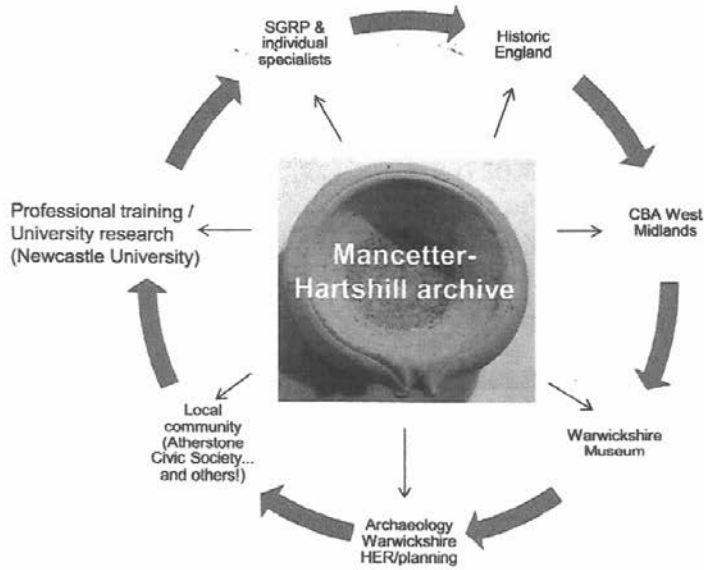 SGRP &
individual
specialists
Historic
England
CBA West
Midlands
Warwickshire
Museum
Archaeology
Warwickshire
HER/planning
Local
community
(Atherstone
Civic Society...
and others!)
Professional training /
University research
(Newcastle University)
Mancetter-
Hartshill archive